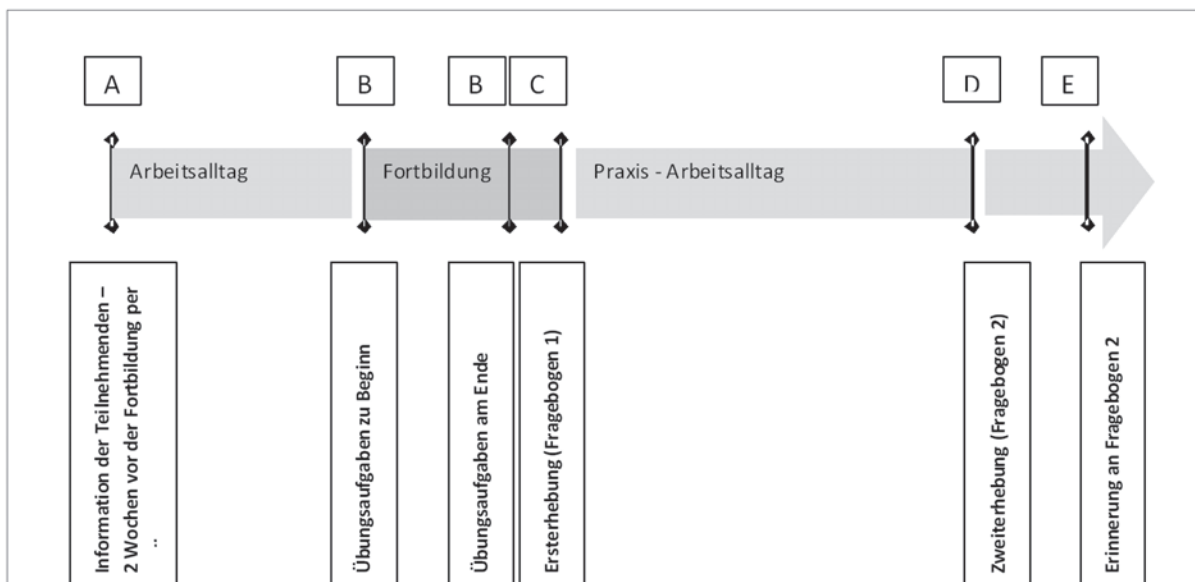 A
B
B
C
D
E
Arbeitsalltag
Fortbildung
Praxis - Arbeitsalltag
Information der Teilnehmenden –
2 Wochen vor der Fortbildung per
Übungsaufgaben zu Beginn
Übungsaufgaben am Ende
Ersterhebung (Fragebogen 1)
Zweiterhebung (Fragebogen 2)
Erinnerung an Fragebogen 2